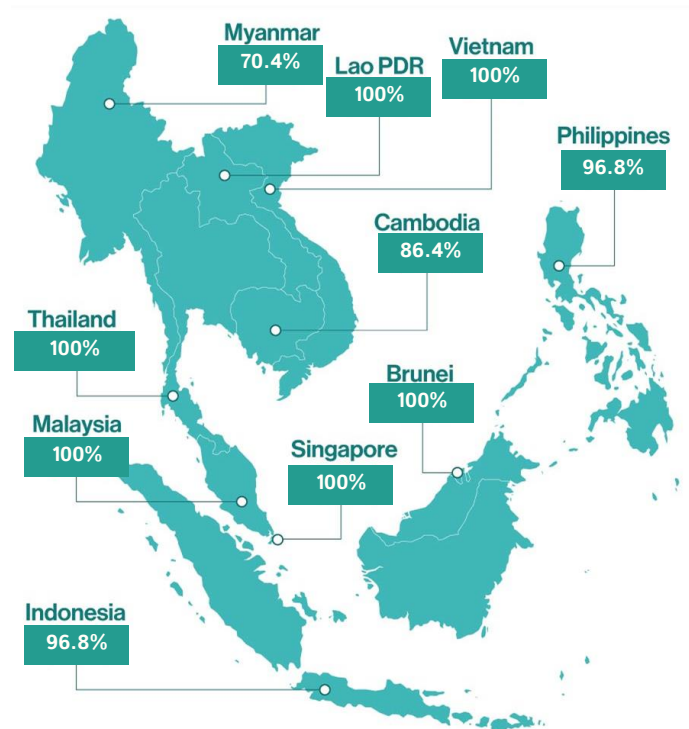 Myanmar
70.4%
Lao PDR
100%
Vietnam
100%
Philippines
96.8%
Cambodia
86.4%
Thailand
100%
Brunei
100%
Malaysia
100%
Singapore
100%
Indonesia
96.8%